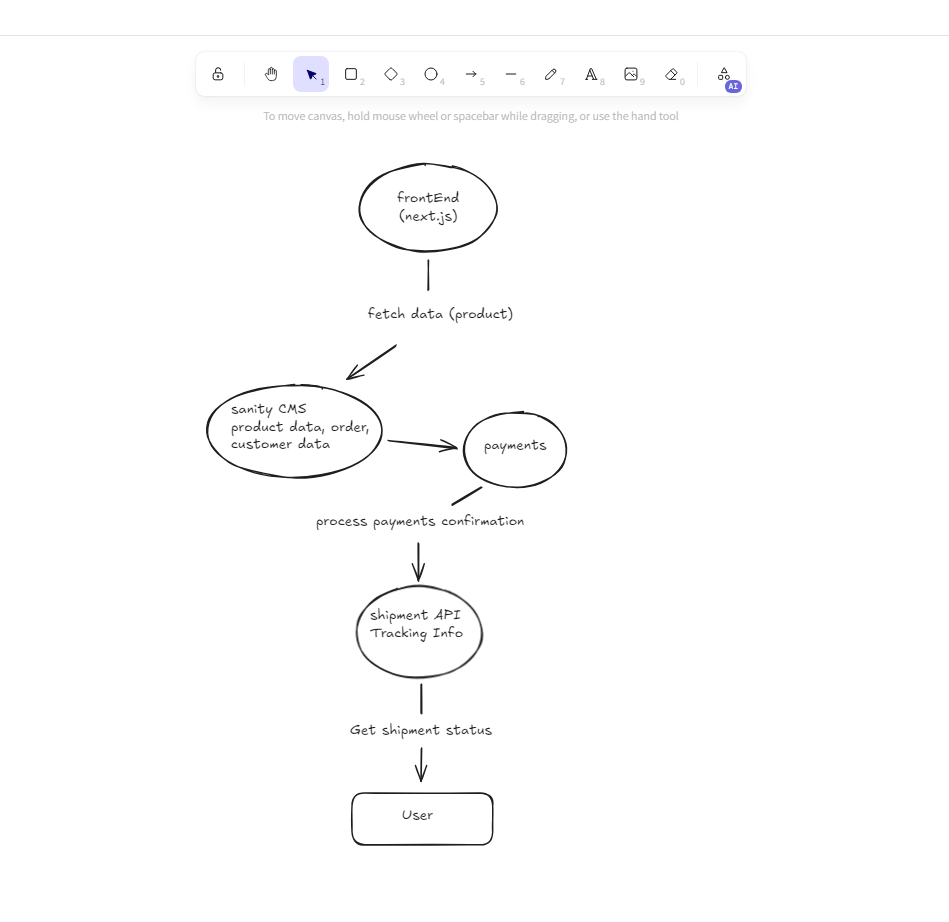 1
2
3
4
5
6
7
8
9
0
AI
To move canvas, hold mouse wheel or spacebar while dragging, or use the hand tool
frontEnd
(next.js)
fetch data (product)
sanity CMS
product data, order,
customer data
payments
process payments confirmation
shipment API
Tracking Info
Get shipment status
User